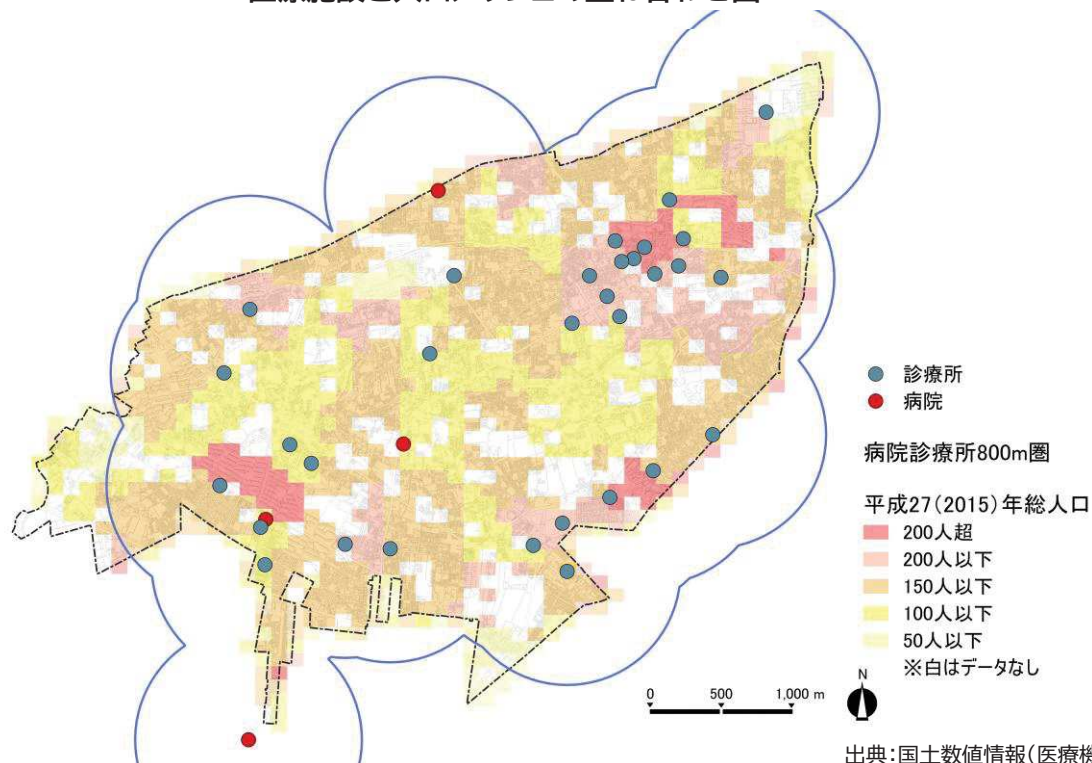 診療所
病院
病院診療所800m圏
平成27(2015)年総人口
200人超
200人以下
150人以下
100人以下
50人以下
※白はデータなし
N
0 500 1,000 m
出典:国土数値情報(医療機